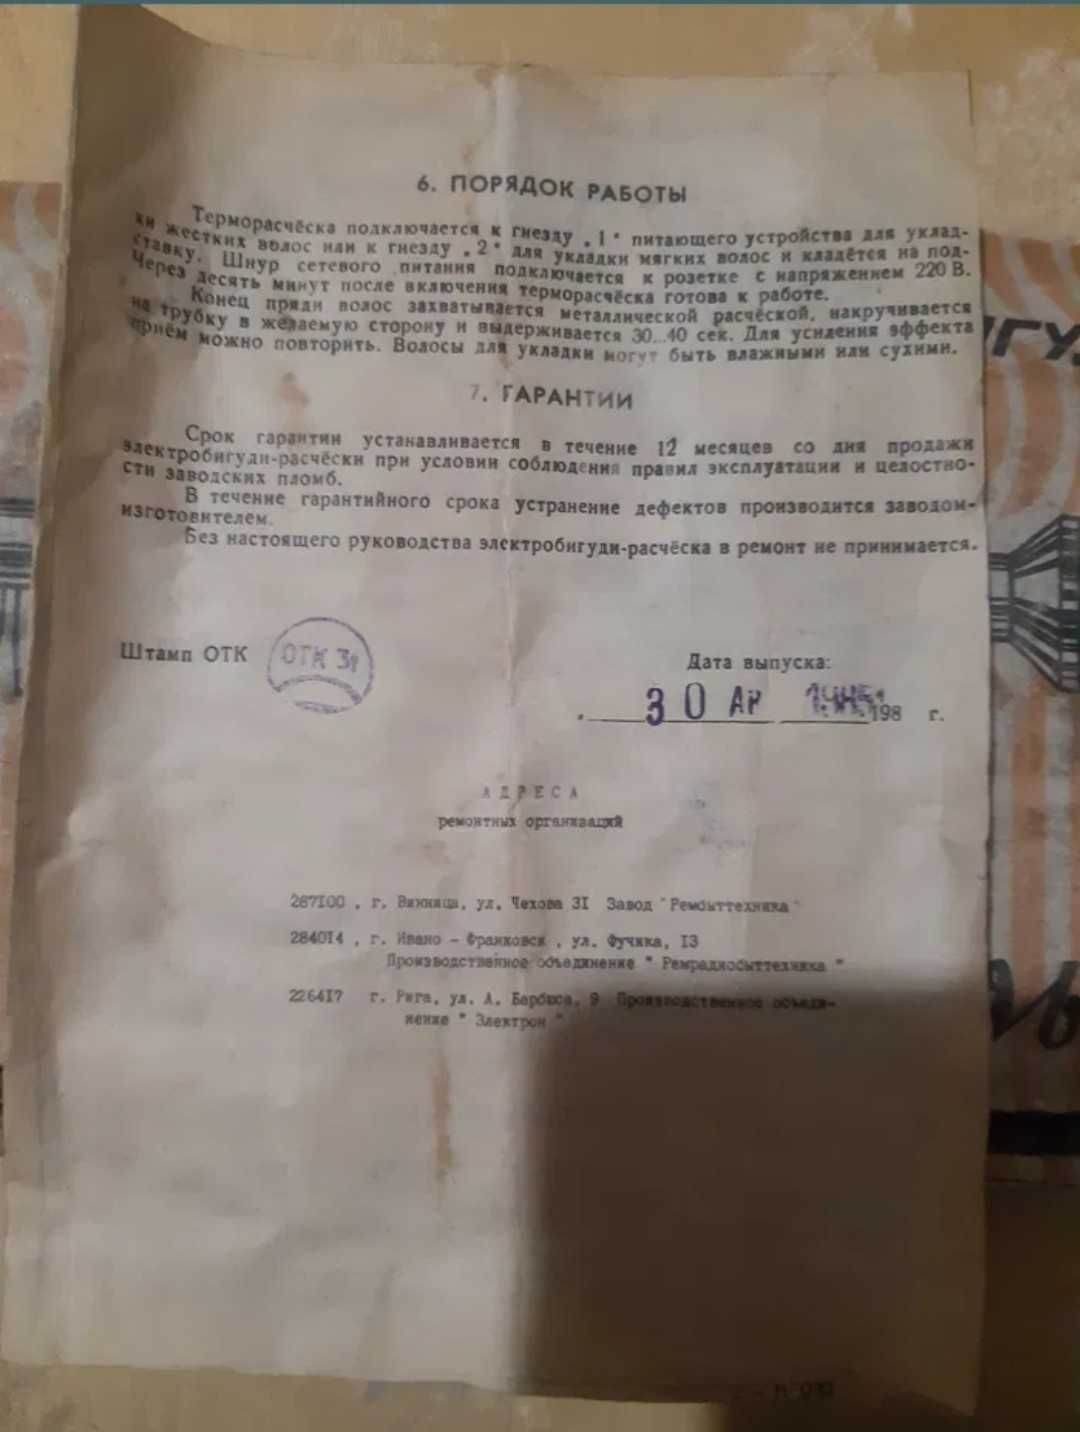 6. ПОРЯДОК РАБОТЫ
Терморасчёска подключается к гнезду „1" питающего устройства для уклад-
ки жестких волос или к гнезду „2" для укладки мягких волос и кладётся на под-
ставку. Шнур сетевого питания подключается к розетке с напряжением 220 В.
Через десять минут после включения терморасчёска готова к работе.
Конец пряди волос захватывается металлической расчёской, накручивается
на трубку в желаемую сторону и выдерживается 30...40 сек. Для усиления эффекта
приём можно повторить. Волосы для укладки могут быть влажными или сухими.
7. ГАРАНТИИ
Срок гарантии устанавливается в течение 12 месяцев со дня продажи
электробигуди-расчёски при условии соблюдения правил эксплуатации и целостно-
сти заводских пломб.
В течение гарантийного срока устранение дефектов производится заводом-
изготовителем.
Без настоящего руководства электробигуди-расчёска в ремонт не принимается.
Штамп ОТК
ОТК 31
Дата выпуска:
30 АР 198 г.
АДРЕСА
ремонтных организаций
287100 , г. Винница, ул. Чехова 31 Завод "Рембыттехника"
284014 , г. Ивано - Франковск , ул. Фучика, 13
Производственное объединение " Ремрадиобыттехника "
226417 г. Рига, ул. А. Барбюса, 9 Производственное объеди-
нение " Электрон "